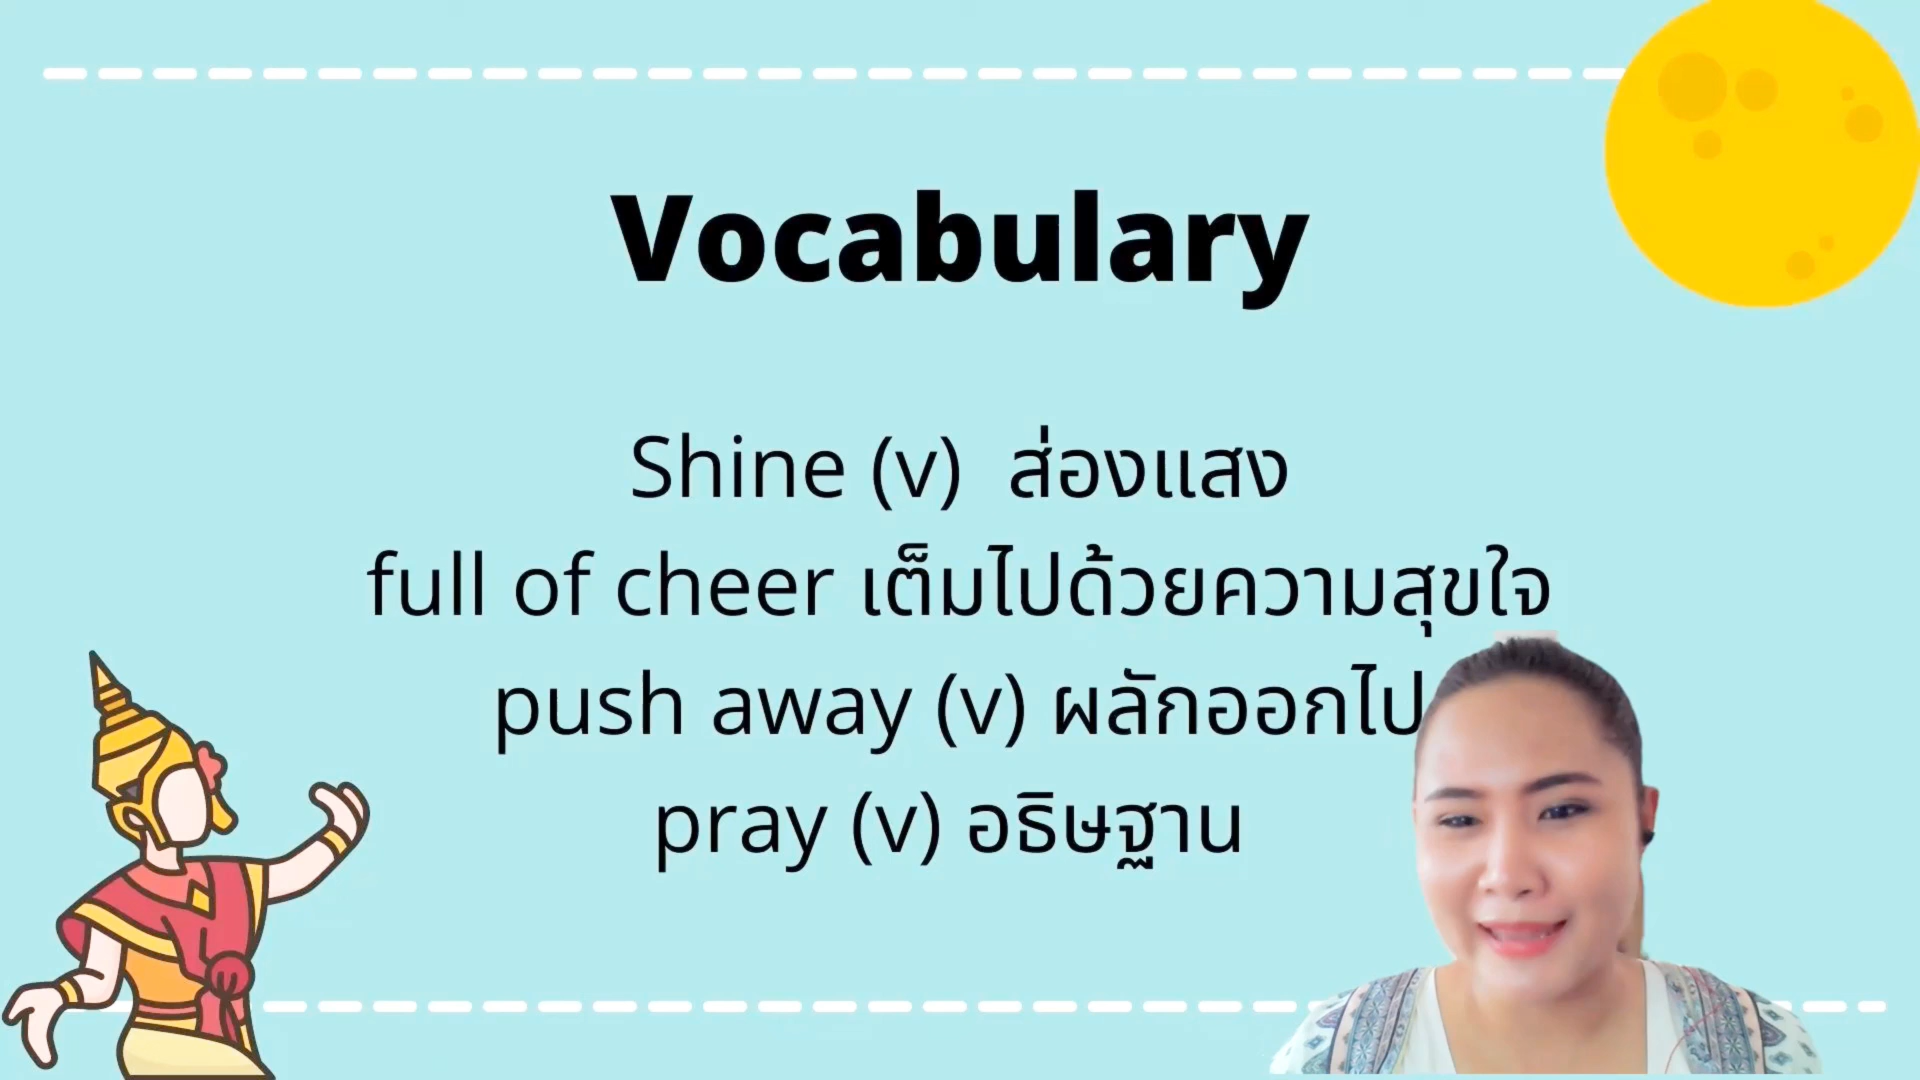 Vocabulary
Shine (v) ส่องแสง
full of cheer เต็มไปด้วยความสุขใจ
push away (v) ผลักออกไป
pray (v) อธิษฐาน